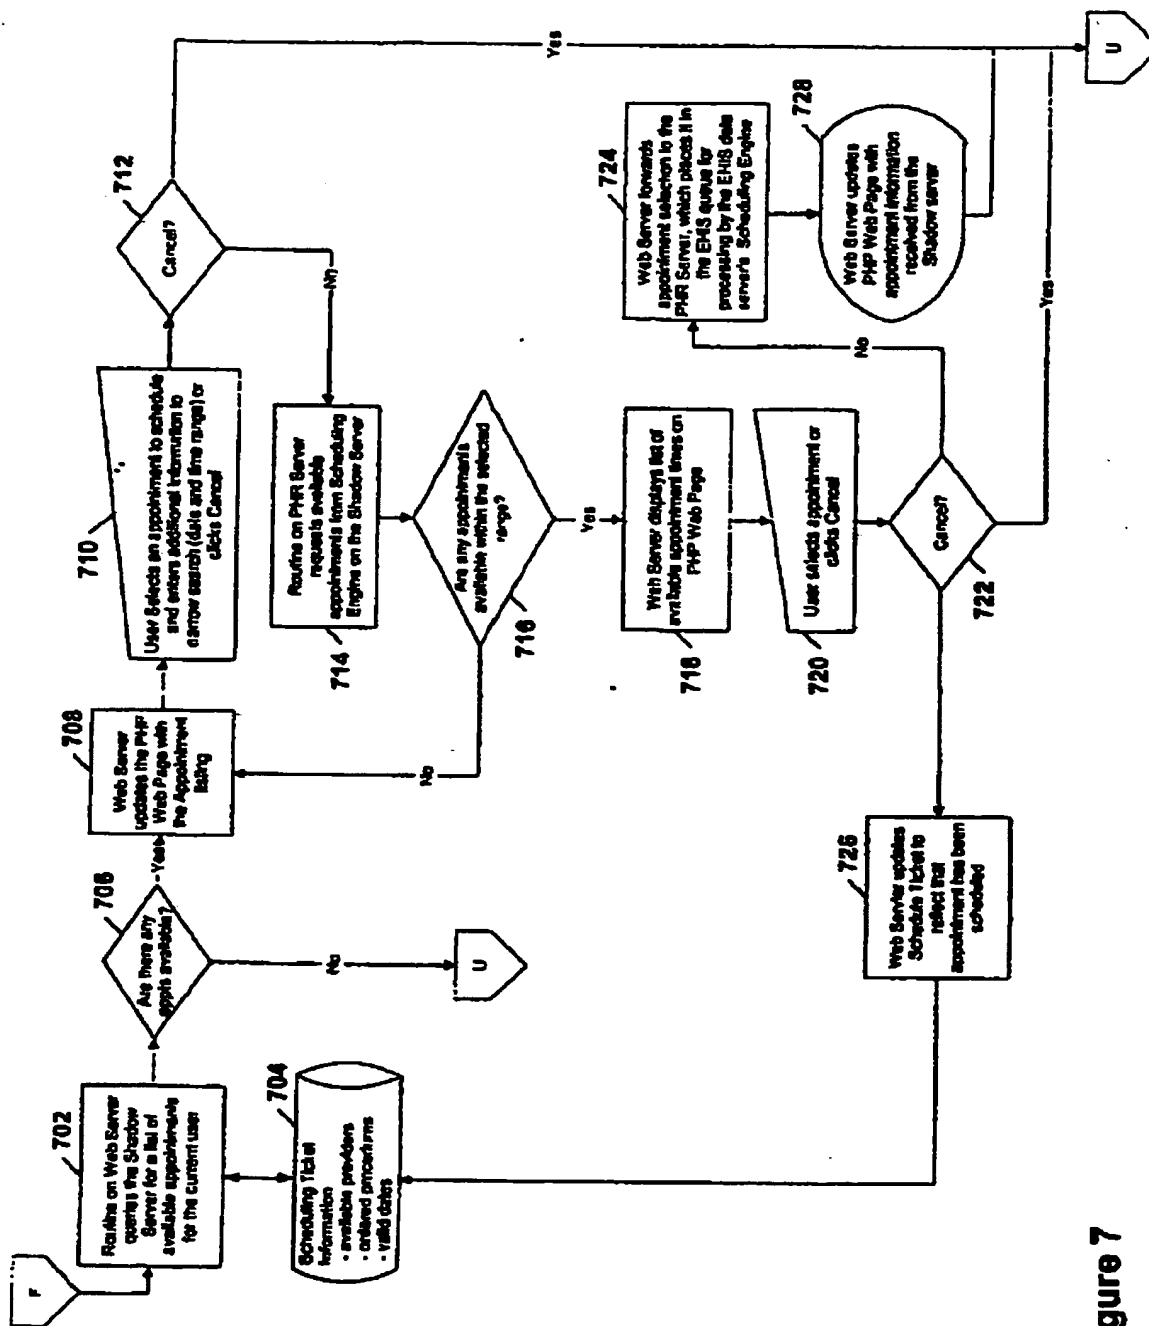 F
702
Routine on Web Server
queries the Shadow
Server for a list of
available appointments
for the current user
704
Scheduling Ticket
Information
• available providers
• ordered procedures
• valid dates
706
Are there any
appts available?
Yes
No
U
708
Web Server
updates the PHP
Web Page with
the Appointment
listing
710
User Selects an appointment to schedule
and enters additional information to
narrow search (date and time range) or
clicks Cancel
712
Cancel?
Yes
No
714
Routine on PHR Server
requests available
appointments from Scheduling
Engine on the Shadow Server
716
Are any appointments
available within the selected
range?
No
Yes
718
Web Server displays list of
available appointment times on
PHP Web Page
720
User selects appointment or
clicks Cancel
722
Cancel?
No
Yes
724
Web Server forwards
appointment selection to the
PHR Server, which places it in
the EHIS queue for
processing by the EHIS data
server's Scheduling Engine
728
Web Server updates
PHP Web Page with
appointment information
received from the
Shadow server
726
Web Server updates
Schedule Ticket to
reflect that
appointment has been
scheduled
U
gure 7